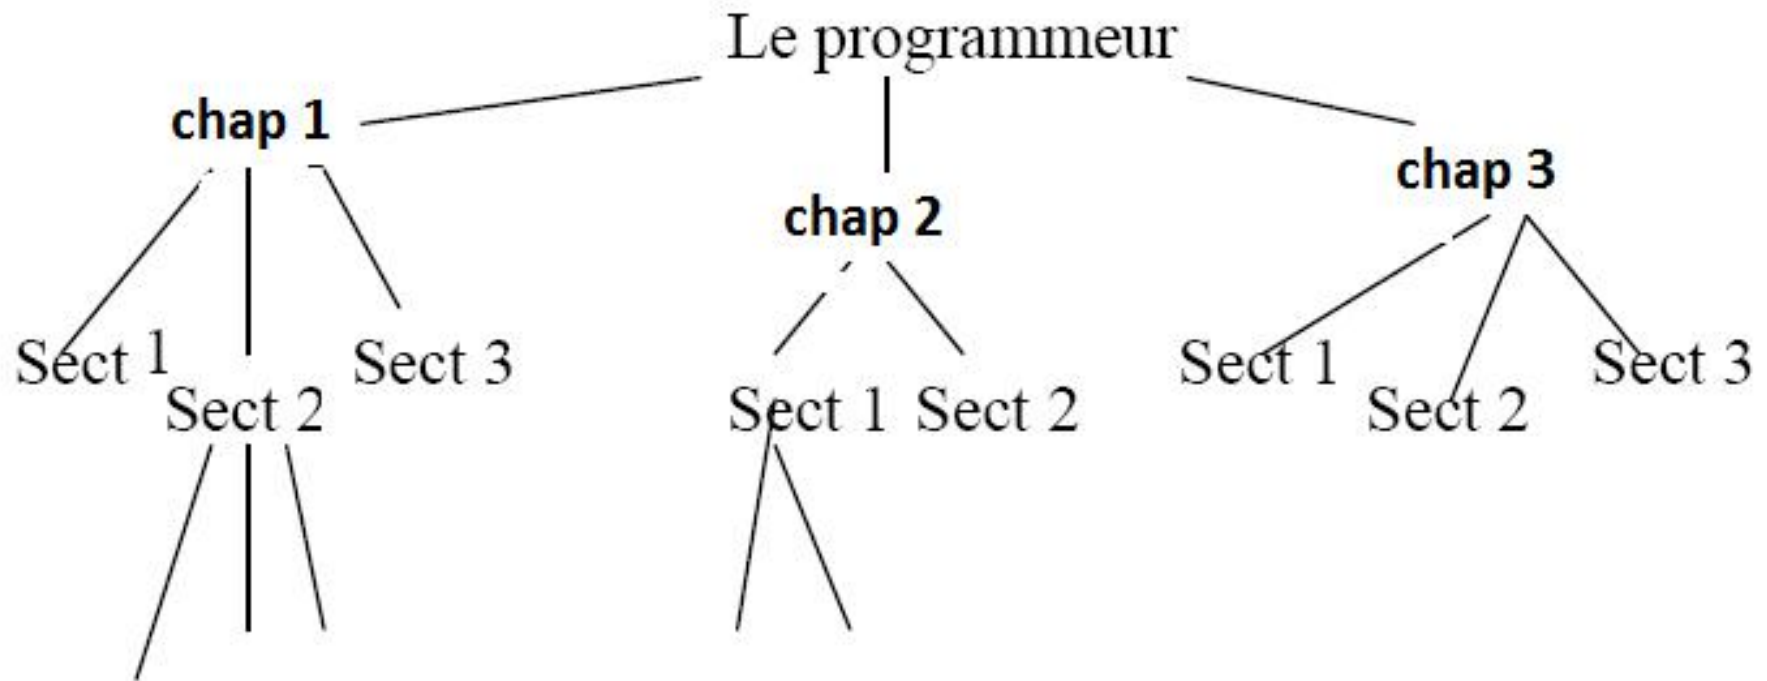 Le programmeur
chap 1
chap 2
chap 3
Sect 1
Sect 2
Sect 3
Sect 1
Sect 2
Sect 1
Sect 2
Sect 3